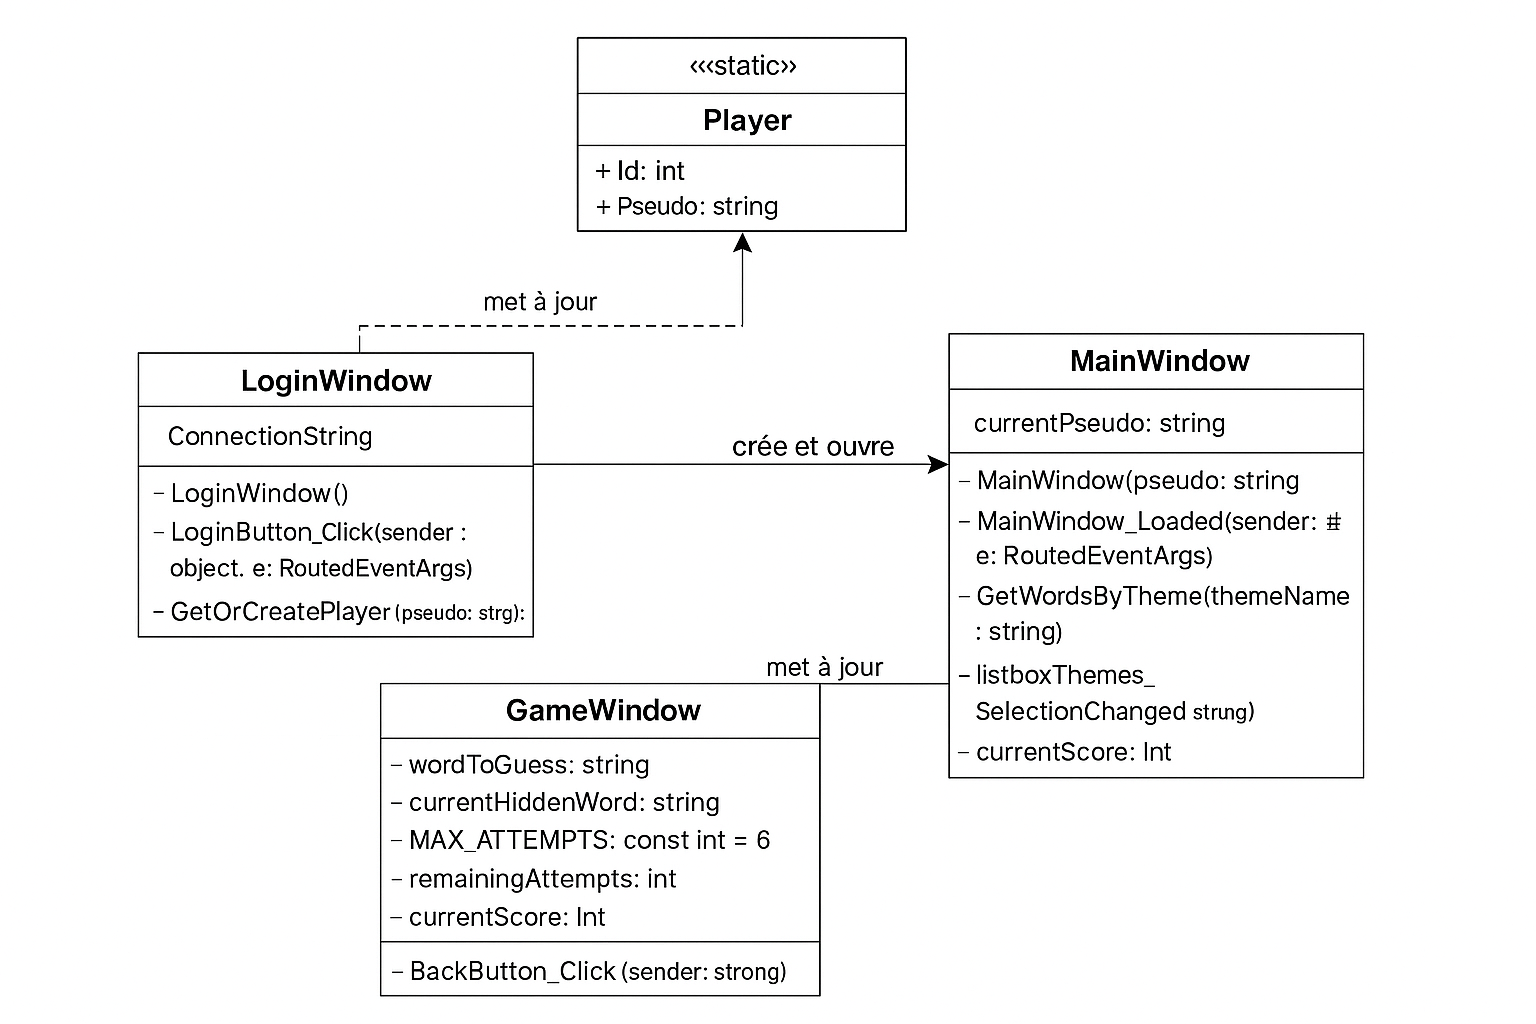 ‹‹‹static››
Player
+ Id: int
+ Pseudo: string
met à jour
LoginWindow
ConnectionString
– LoginWindow()
– LoginButton_Click(sender :
object. e: RoutedEventArgs)
– GetOrCreatePlayer (pseudo: strg):
crée et ouvre
MainWindow
currentPseudo: string
– MainWindow(pseudo: string
– MainWindow_Loaded(sender: #
e: RoutedEventArgs)
– GetWordsByTheme(themeName
: string)
– listboxThemes_
SelectionChanged strung)
– currentScore: Int
met à jour
GameWindow
– wordToGuess: string
– currentHiddenWord: string
– MAX_ATTEMPTS: const int = 6
– remainingAttempts: int
– currentScore: Int
– BackButton_Click (sender: strong)